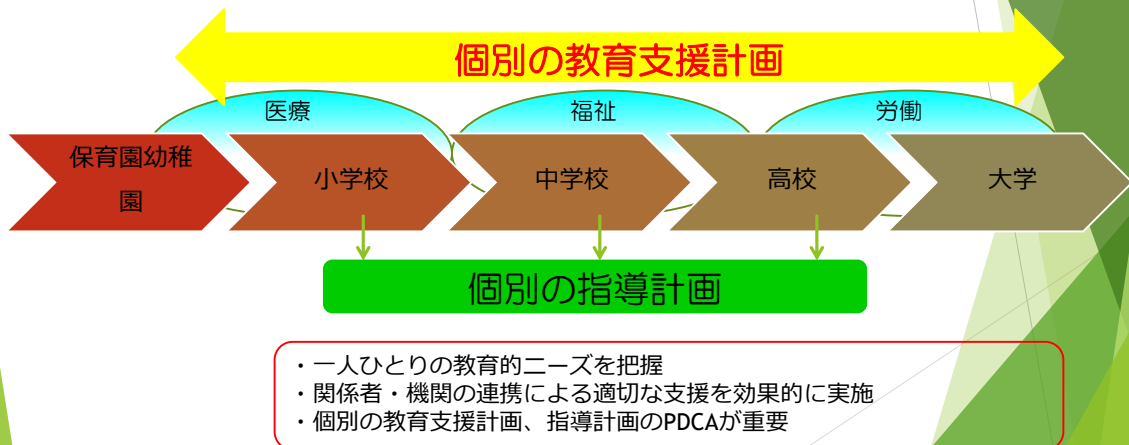 個別の教育支援計画
医療
福祉
労働
保育園幼稚
園
小学校
中学校
高校
大学
個別の指導計画
・一人ひとりの教育的ニーズを把握
・関係者・機関の連携による適切な支援を効果的に実施
・個別の教育支援計画、指導計画のPDCAが重要